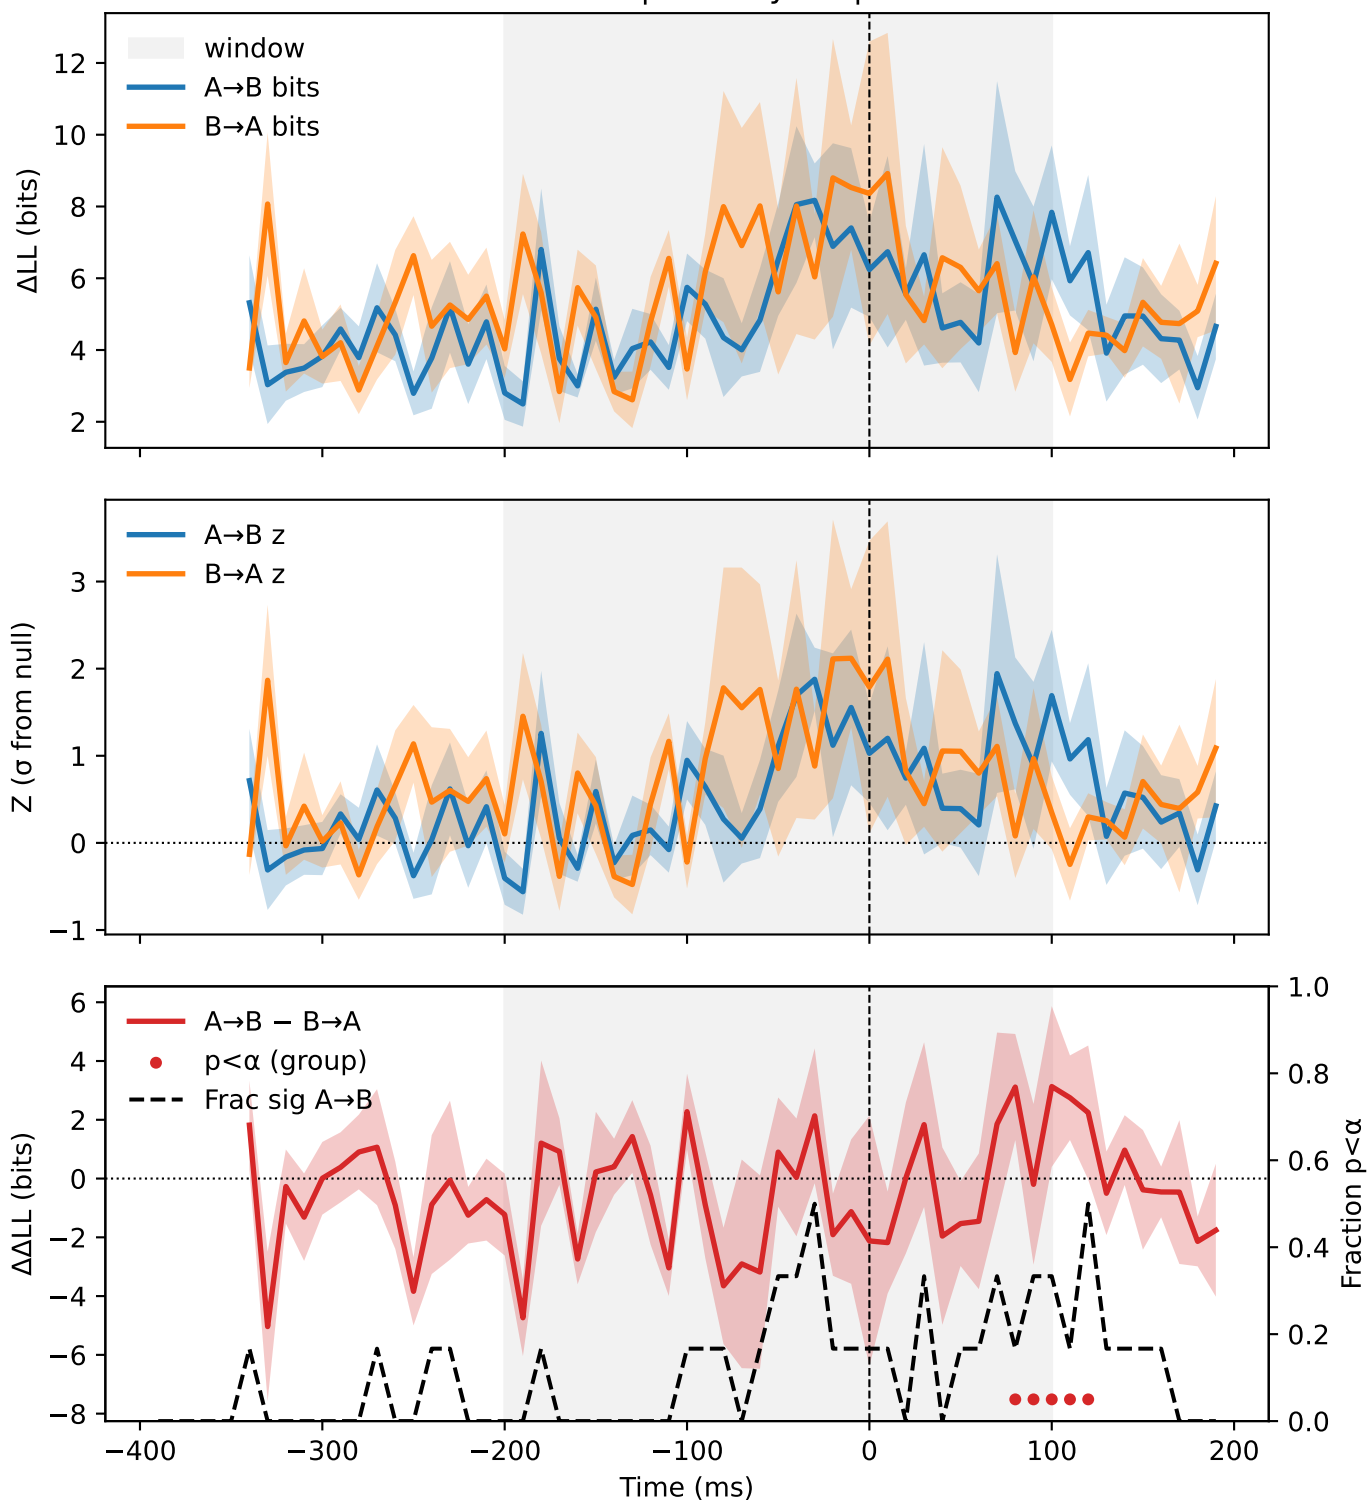 window
A→B bits
B→A bits
ΔLL (bits)
12
10
8
6
4
2
A→B z
B→A z
Z (σ from null)
3
2
1
0
−1
A→B − B→A
p<α (group)
Frac sig A→B
ΔΔLL (bits)
6
4
2
0
−2
−4
−6
−8
1.0
0.8
0.6
0.4
0.2
0.0
Fraction p<α
−400 −300 −200 −100 0 100 200
Time (ms)